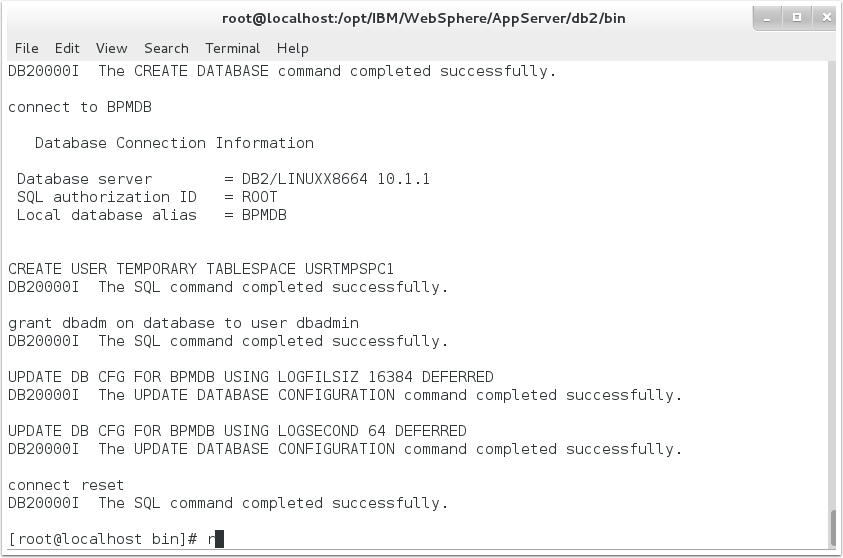 root@localhost:/opt/IBM/WebSphere/AppServer/db2/bin
File Edit View Search Terminal Help
DB20000I  The CREATE DATABASE command completed successfully.
connect to BPMDB
Database Connection Information
Database server        = DB2/LINUXX8664 10.1.1
SQL authorization ID   = ROOT
Local database alias   = BPMDB
CREATE USER TEMPORARY TABLESPACE USRTMPSPC1
DB20000I  The SQL command completed successfully.
grant dbadm on database to user dbadmin
DB20000I  The SQL command completed successfully.
UPDATE DB CFG FOR BPMDB USING LOGFILSIZ 16384 DEFERRED
DB20000I  The UPDATE DATABASE CONFIGURATION command completed successfully.
UPDATE DB CFG FOR BPMDB USING LOGSECOND 64 DEFERRED
DB20000I  The UPDATE DATABASE CONFIGURATION command completed successfully.
connect reset
DB20000I  The SQL command completed successfully.
[root@localhost bin]# r